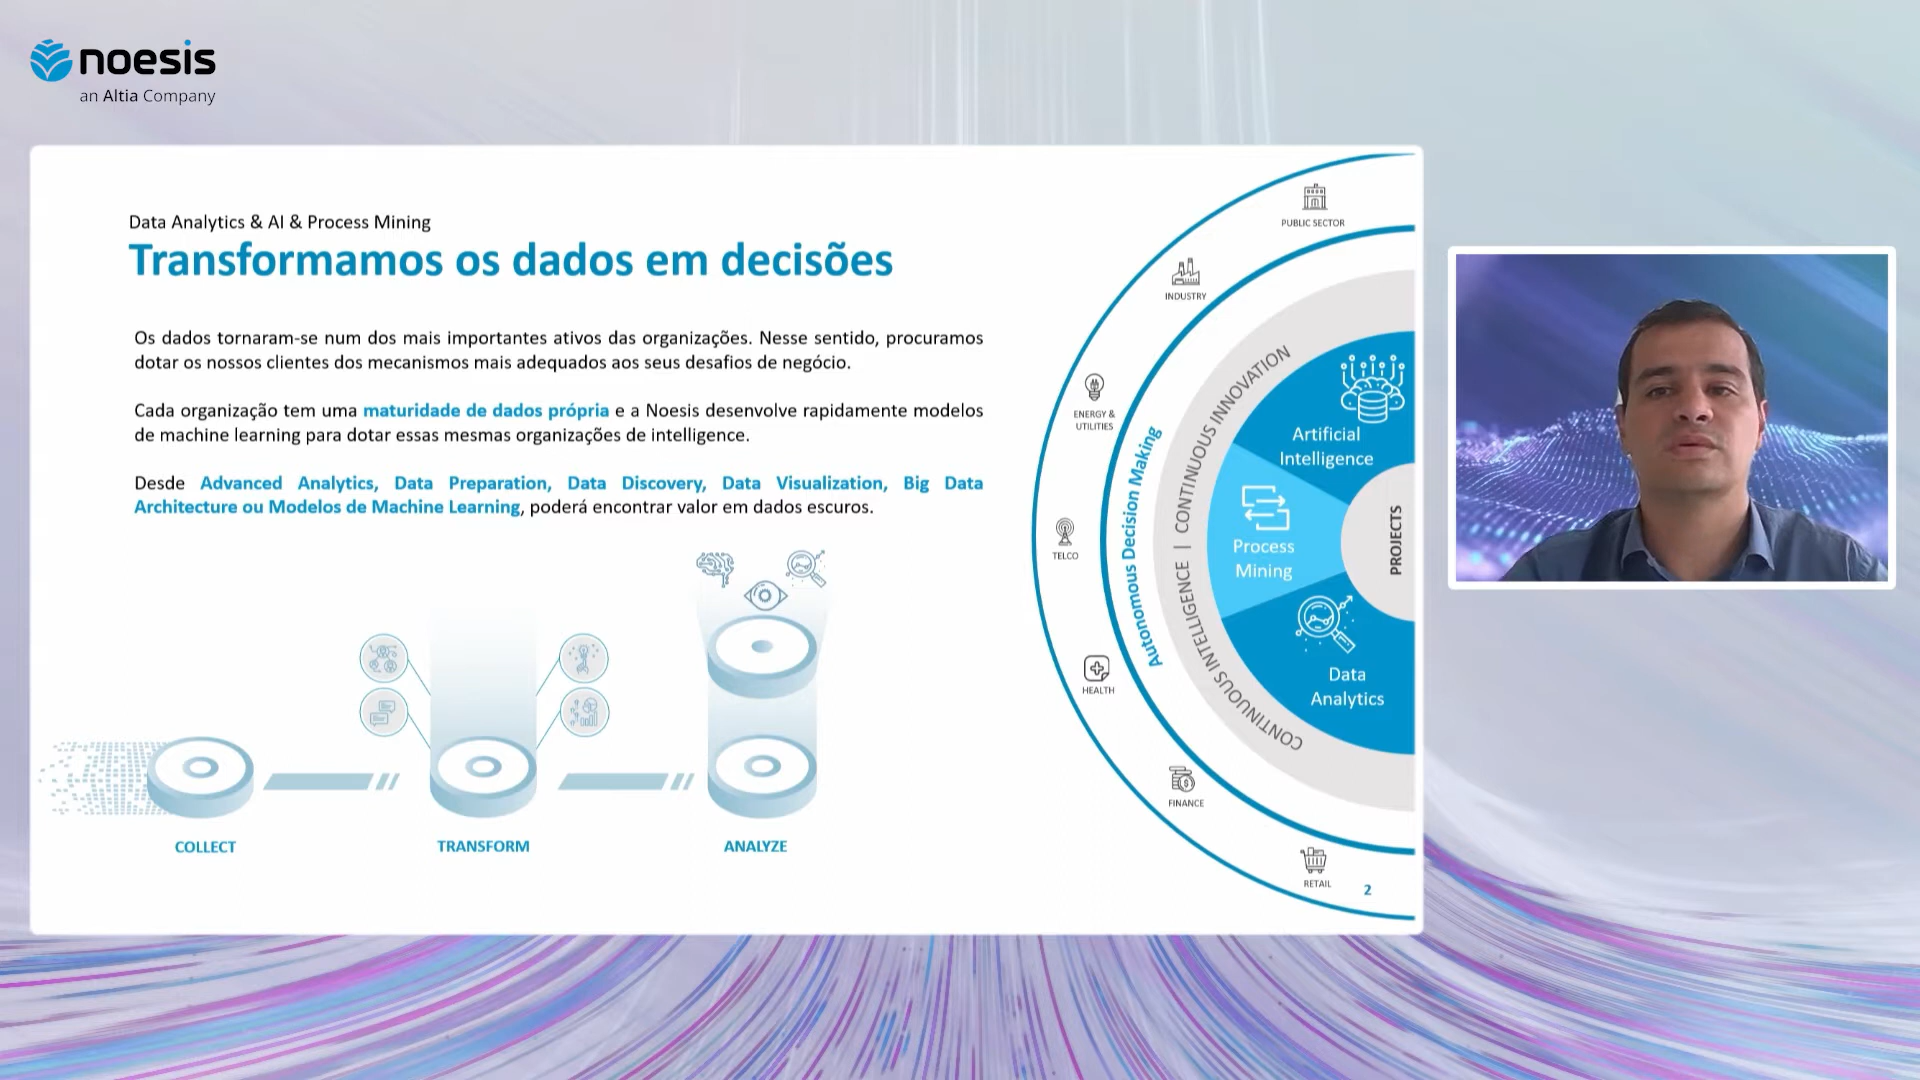 noesis
an Altia Company
Data Analytics & AI & Process Mining
Transformamos os dados em decisões
Os dados tornaram-se num dos mais importantes ativos das organizações. Nesse sentido, procuramos
dotar os nossos clientes dos mecanismos mais adequados aos seus desafios de negócio.
Cada organização tem uma maturidade de dados própria e a Noesis desenvolve rapidamente modelos
de machine learning para dotar essas mesmas organizações de intelligence.
Desde Advanced Analytics, Data Preparation, Data Discovery, Data Visualization, Big Data
Architecture ou Modelos de Machine Learning, poderá encontrar valor em dados escuros.
COLLECT
TRANSFORM
ANALYZE
PUBLIC SECTOR
INDUSTRY
ENERGY &
UTILITIES
TELCO
HEALTH
FINANCE
RETAIL
Autonomous Decision Making
CONTINUOUS INTELLIGENCE | CONTINUOUS INNOVATION
Artificial
Intelligence
Process
Mining
Data
Analytics
PROJECTS
2